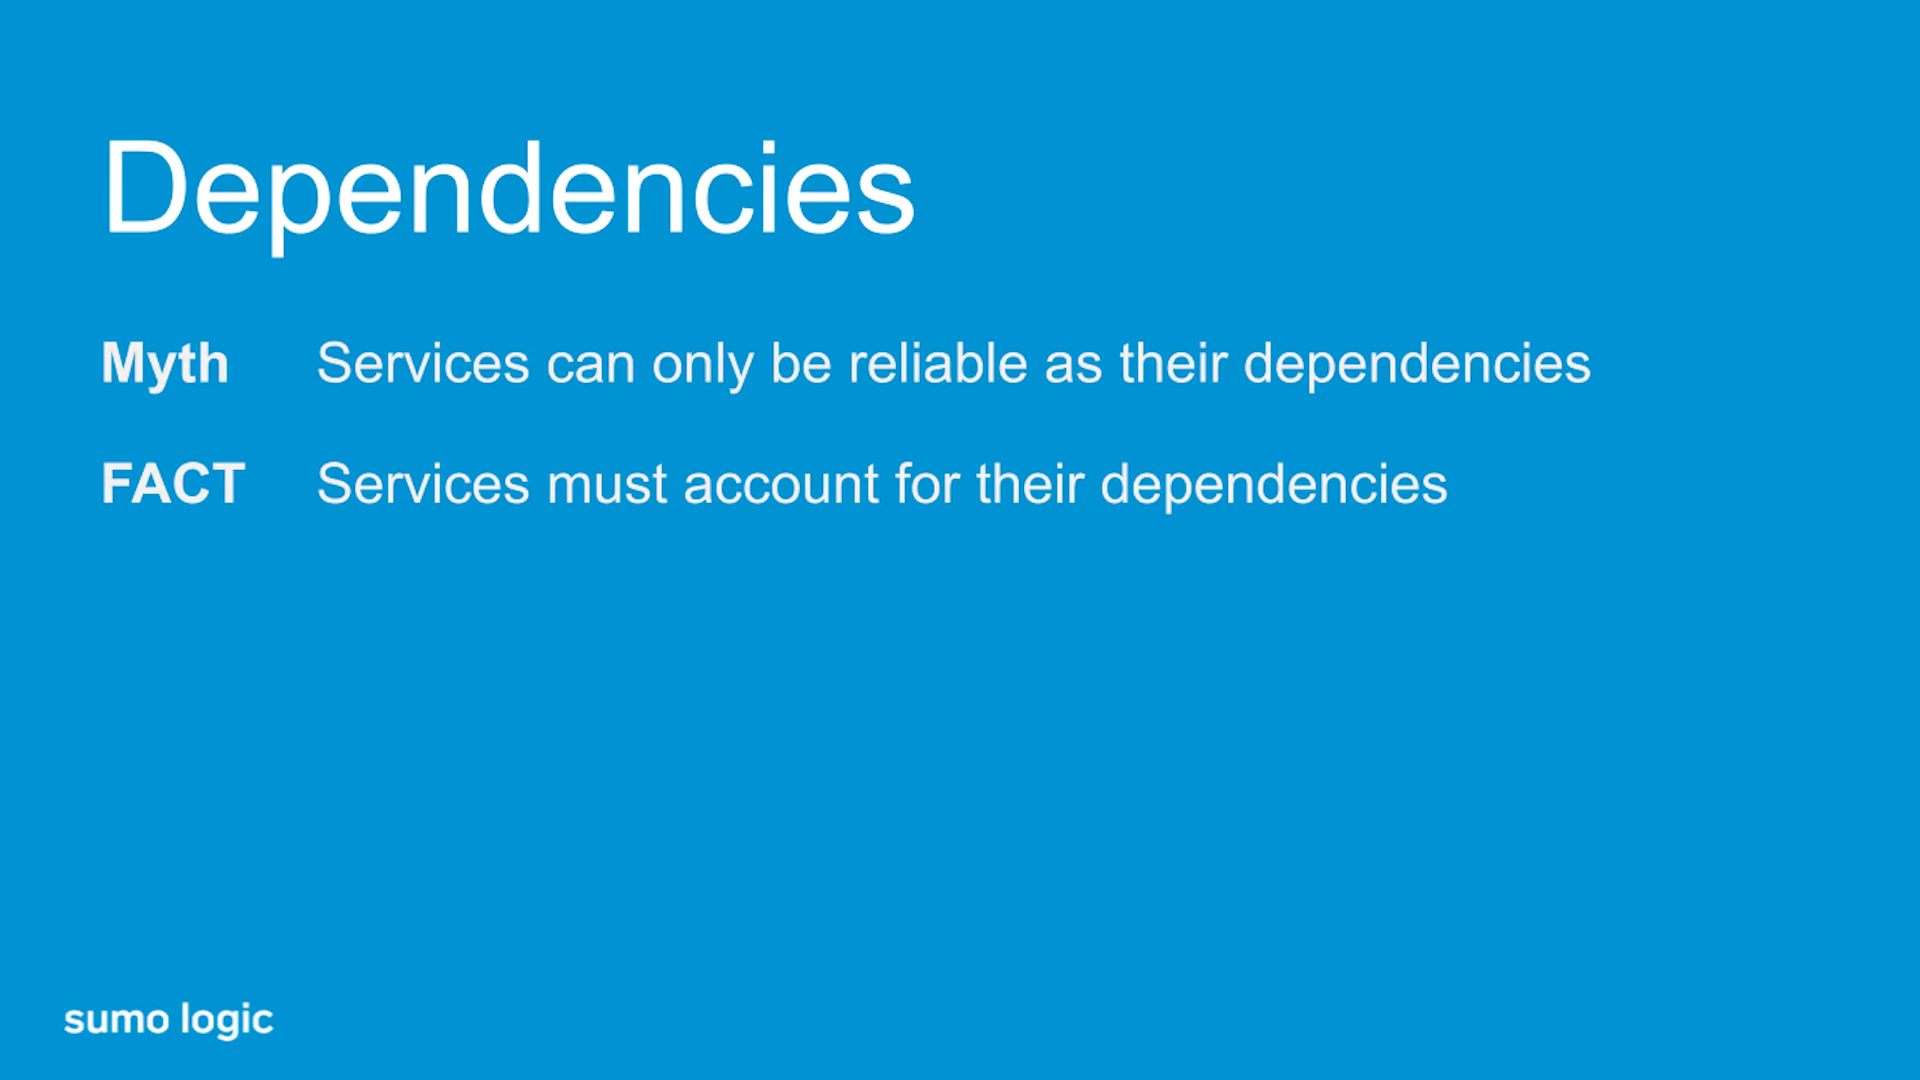 Dependencies
Myth Services can only be reliable as their dependencies
FACT Services must account for their dependencies
sumo logic